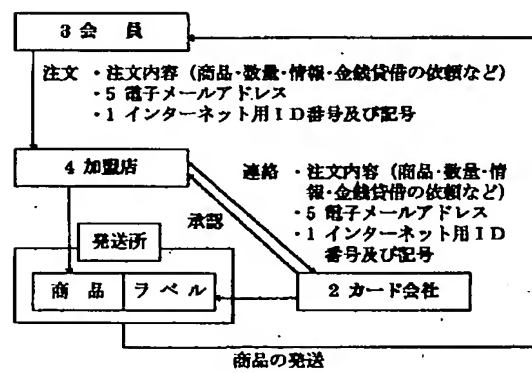 3 会 員
注文 ・注文内容(商品・数量・情報・金銭貸借の依頼など)
・5 電子メールアドレス
・1 インターネット用ID番号及び記号
4 加盟店
連絡 ・注文内容(商品・数量・情
報・金銭貸借の依頼など)
・5 電子メールアドレス
・1 インターネット用ID
番号及び記号
承認
発送所
商 品 ラ ベ ル
2 カード会社
商品の発送